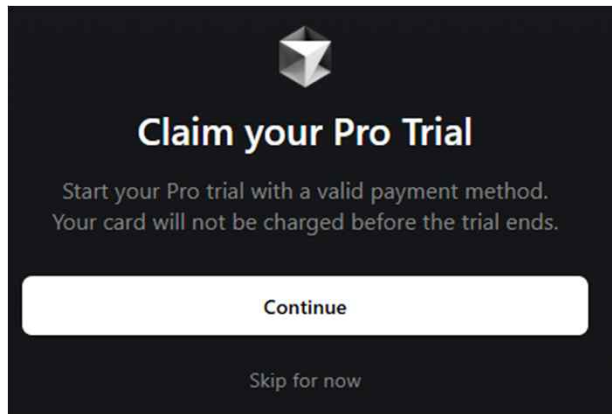 Claim your Pro Trial
Start your Pro trial with a valid payment method.
Your card will not be charged before the trial ends.
Continue
Skip for now